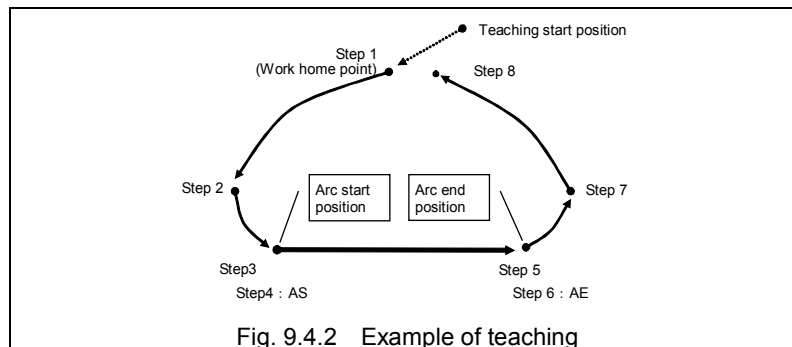 Teaching start position
Step 1
(Work home point)
Step 8
Step 2
Arc start
position
Arc end
position
Step 7
Step3
Step4：AS
Step 5
Step 6：AE
Fig. 9.4.2 Example of teaching